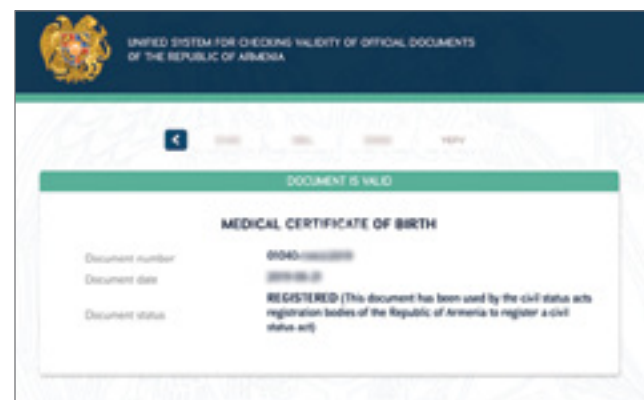 UNIFIED SYSTEM FOR CHECKING VALIDITY OF OFFICIAL DOCUMENTS
OF THE REPUBLIC OF ARMENIA
DOCUMENT IS VALID
MEDICAL CERTIFICATE OF BIRTH
Document number 01040
Document date
Document status REGISTERED (This document has been used by the civil status acts
registration bodies of the Republic of Armenia to register a civil
status act)